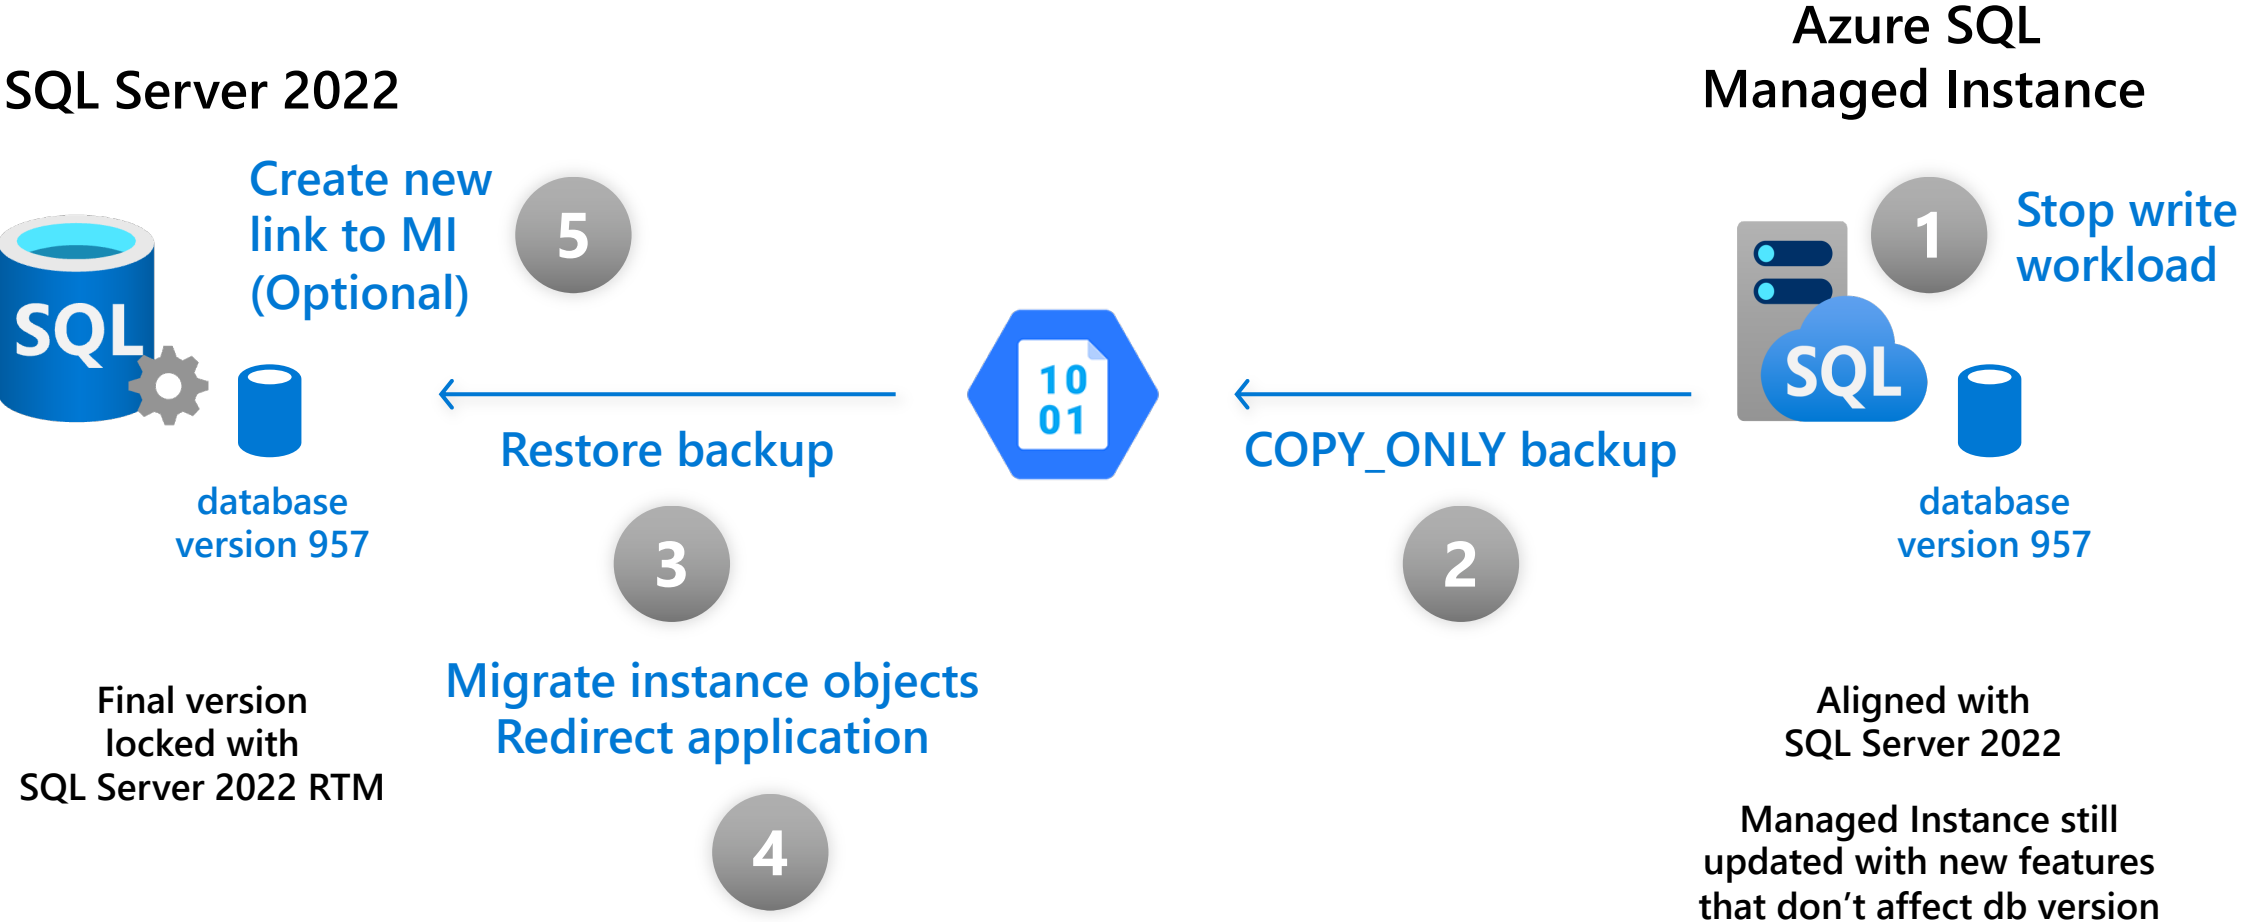 SQL Server 2022
Azure SQL
Managed Instance
Create new
link to MI
(Optional)
5
1
Stop write
workload
SQL
10
01
SQL
Restore backup
COPY_ONLY backup
database
version 957
3
2
database
version 957
Migrate instance objects
Redirect application
4
Final version
locked with
SQL Server 2022 RTM
Aligned with
SQL Server 2022
Managed Instance still
updated with new features
that don’t affect db version